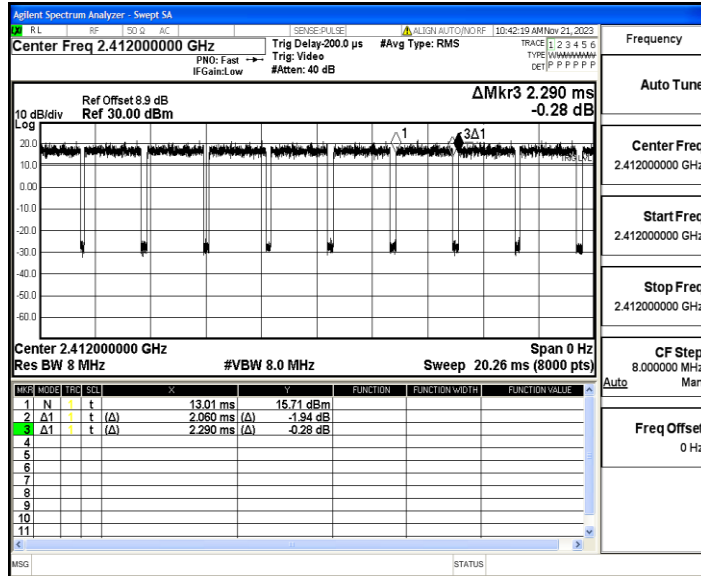 Agilent Spectrum Analyzer - Swept SA
RL RF 50 Ω AC SENSE:PULSE ALIGN AUTO/NO RF 10:42:19 AM Nov 21, 2023
Center Freq 2.412000000 GHz
PNO: Fast
IFGain:Low
Trig Delay-200.0 µs
Trig: Video
#Atten: 40 dB
#Avg Type: RMS
TRACE 1 2 3 4 5 6
TYPE WWWWWW
DET P P P P P P
ΔMkr3 2.290 ms
-0.28 dB
Ref Offset 8.9 dB
10 dB/div Ref 30.00 dBm
Log
20.0
10.0
0.00
-10.0
-20.0
-30.0
-40.0
-50.0
-60.0
1
3Δ1
TRIG LVL
Center 2.412000000 GHz Span 0 Hz
Res BW 8 MHz #VBW 8.0 MHz Sweep 20.26 ms (8000 pts)
MKR MODE TRC SCL X Y FUNCTION FUNCTION WIDTH FUNCTION VALUE
1 N 1 t 13.01 ms 15.71 dBm
2 Δ1 1 t (Δ) 2.060 ms (Δ) -1.94 dB
3 Δ1 1 t (Δ) 2.290 ms (Δ) -0.28 dB
4
5
6
7
8
9
10
11
MSG STATUS
Frequency
Auto Tune
Center Freq
2.412000000 GHz
Start Freq
2.412000000 GHz
Stop Freq
2.412000000 GHz
CF Step
8.000000 MHz
Auto Man
Freq Offset
0 Hz